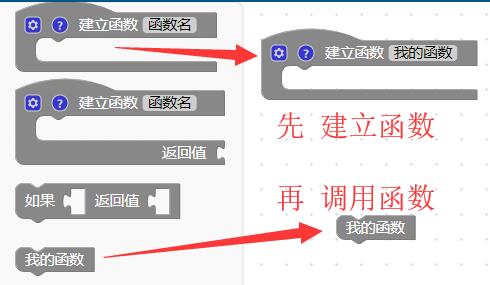 ? 建立函数 函数名
? 建立函数 函数名
返回值
如果 返回值
我的函数
? 建立函数 我的函数
先 建立函数
再 调用函数
我的函数